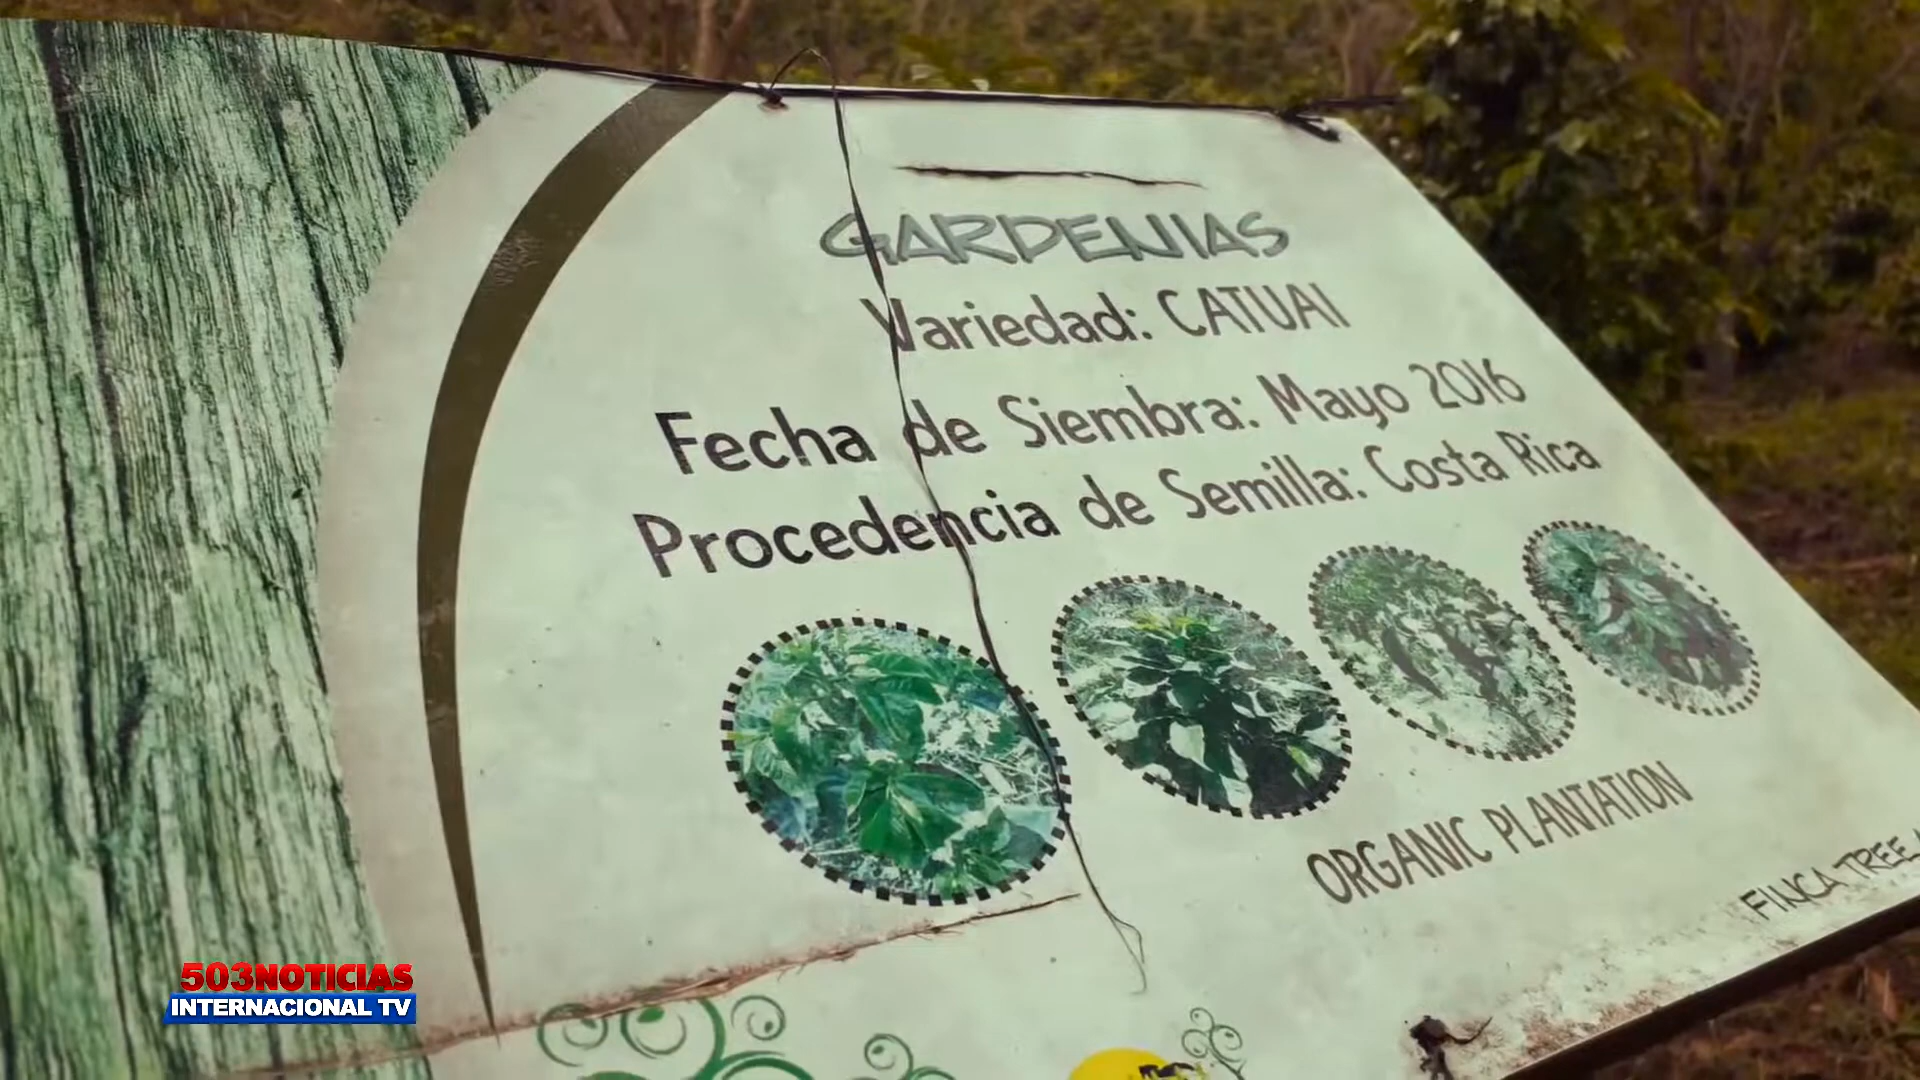 GARDENIAS
Variedad: CATUAI
Fecha de Siembra: Mayo 2016
Procedencia de Semilla: Costa Rica
ORGANIC PLANTATION
FINCA TREE
503NOTICIAS
INTERNACIONAL TV